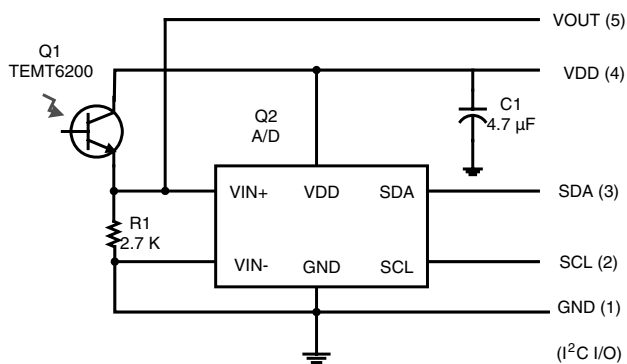 VOUT (5)
Q1
TEMT6200
VDD (4)
C1
4.7 µF
Q2
A/D
VIN+ VDD SDA
SDA (3)
R1
2.7 K
VIN- GND SCL
SCL (2)
GND (1)
(I²C I/O)